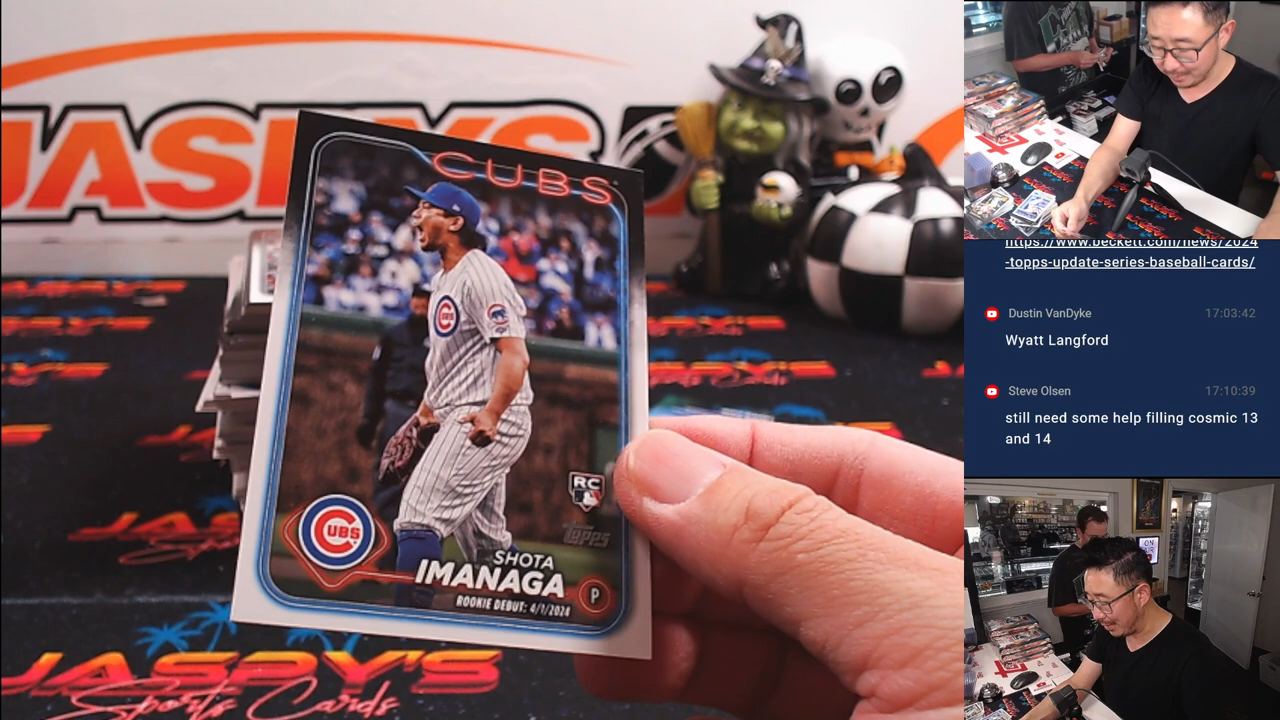 JASPYS
CUBS
CUBS
RC
Topps
SHOTA
IMANAGA
P
ROOKIE DEBUT: 4/1/2024
JASPY'S
Sports Cards
https://www.beckett.com/news/2024
-topps-update-series-baseball-cards/
Dustin VanDyke 17:03:42
Wyatt Langford
Steve Olsen 17:10:39
still need some help filling cosmic 13
and 14
ON